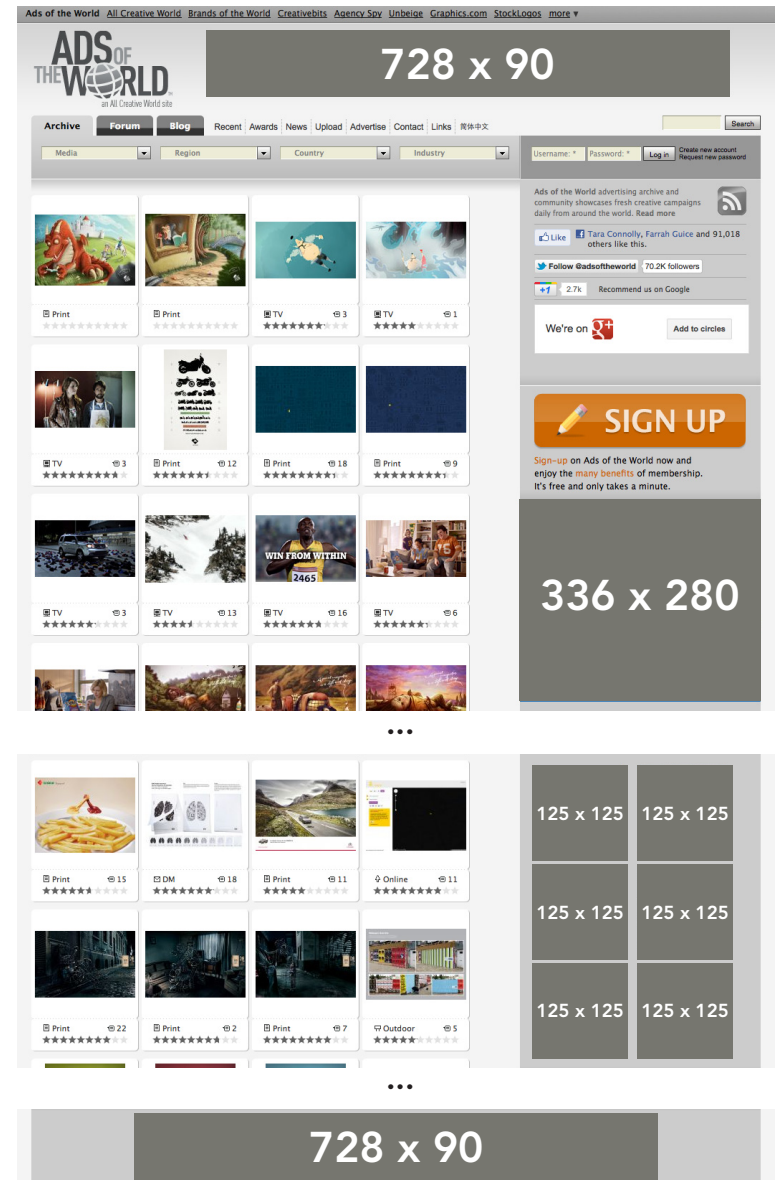 Ads of the World All Creative World Brands of the World Creativebits Agency Spy Unbeige Graphics.com StockLogos more ▾
ADS OF
THE WORLD
an All Creative World site
728 x 90
Archive Forum Blog Recent Awards News Upload Advertise Contact Links 简体中文 Search
Media Region Country Industry
Username: * Password: * Log in Create new account
Request new password
Ads of the World advertising archive and
community showcases fresh creative campaigns
daily from around the world. Read more
Like Tara Connolly, Farrah Guice and 91,018
others like this.
Follow @adsoftheworld 70.2K followers
+1 2.7k Recommend us on Google
We're on g+ Add to circles
Print Print TV 3 TV 1
TV 3 Print 12 Print 18 Print 9
SIGN UP
Sign-up on Ads of the World now and
enjoy the many benefits of membership.
It's free and only takes a minute.
WIN FROM WITHIN
2465
TV 3 TV 13 TV 16 TV 6
336 x 280
...
Print 15 DM 18 Print 11 Online 11
125 x 125 125 x 125
Print 22 Print 2 Print 7 Outdoor 5
125 x 125 125 x 125
125 x 125 125 x 125
...
728 x 90